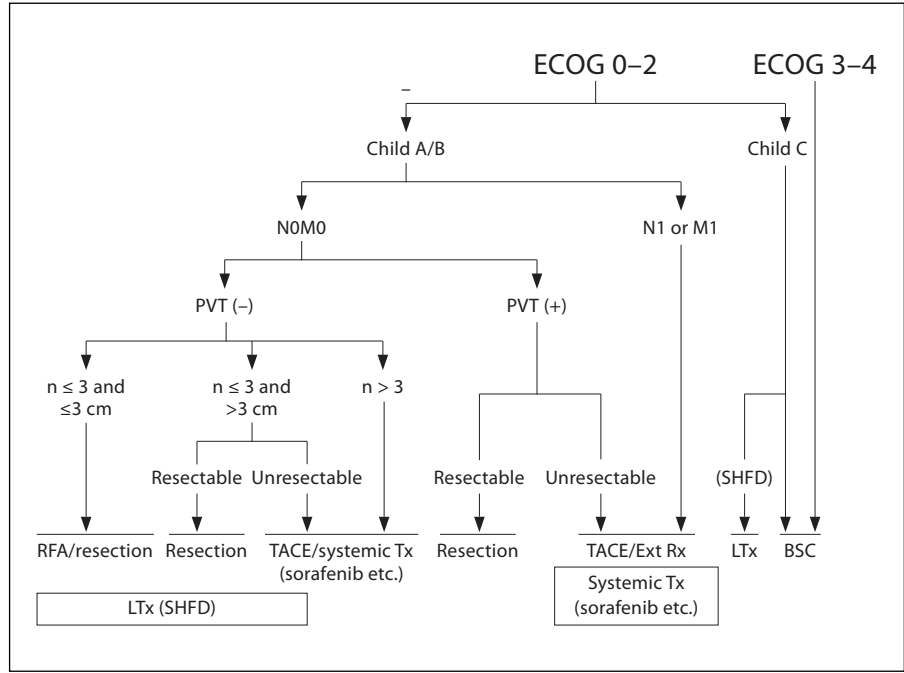 ECOG 0–2
ECOG 3–4
–
Child A/B
Child C
N0M0
N1 or M1
PVT (–)
PVT (+)
n ≤ 3 and
≤3 cm
n ≤ 3 and
>3 cm
n > 3
Resectable
Unresectable
Resectable
Unresectable
(SHFD)
RFA/resection
Resection
TACE/systemic Tx
(sorafenib etc.)
Resection
TACE/Ext Rx
LTx
BSC
Systemic Tx
(sorafenib etc.)
LTx (SHFD)